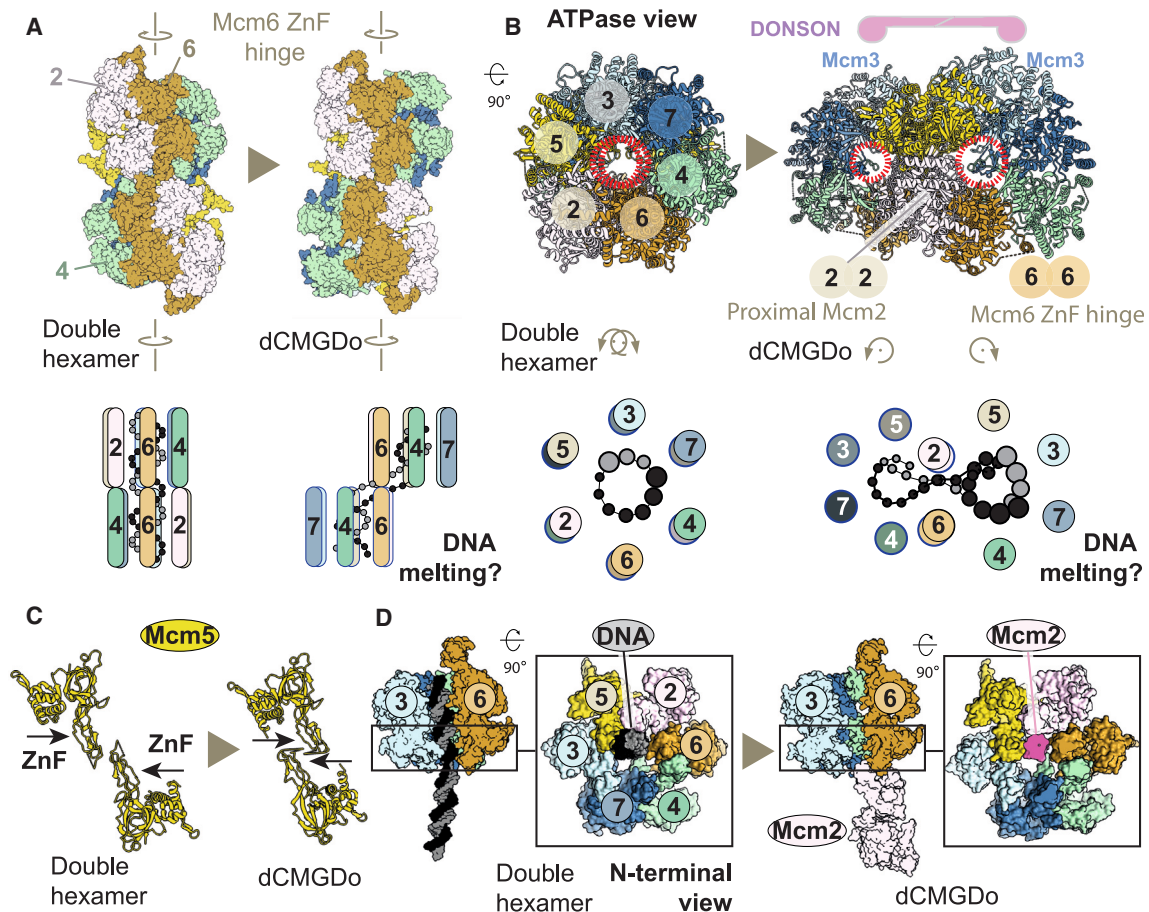 A
Mcm6 ZnF
hinge
6
2
4
Double
hexamer
dCMGDo
2 6 4
4 6 2
6 4 7
7 4 6
DNA
melting?
B
ATPase view
90°
DONSON
Mcm3
Mcm3
3
5
7
4
2
6
2 2
6 6
Proximal Mcm2
Mcm6 ZnF hinge
Double
hexamer
dCMGDo
3
5
7
2
4
6
5
5
3
2
3
7
6
7
4
4
DNA
melting?
C
Mcm5
ZnF
ZnF
Double
hexamer
dCMGDo
D
90°
DNA
3
6
5
2
3
6
7
4
Double
hexamer
N-terminal
view
90°
Mcm2
3
6
Mcm2
dCMGDo